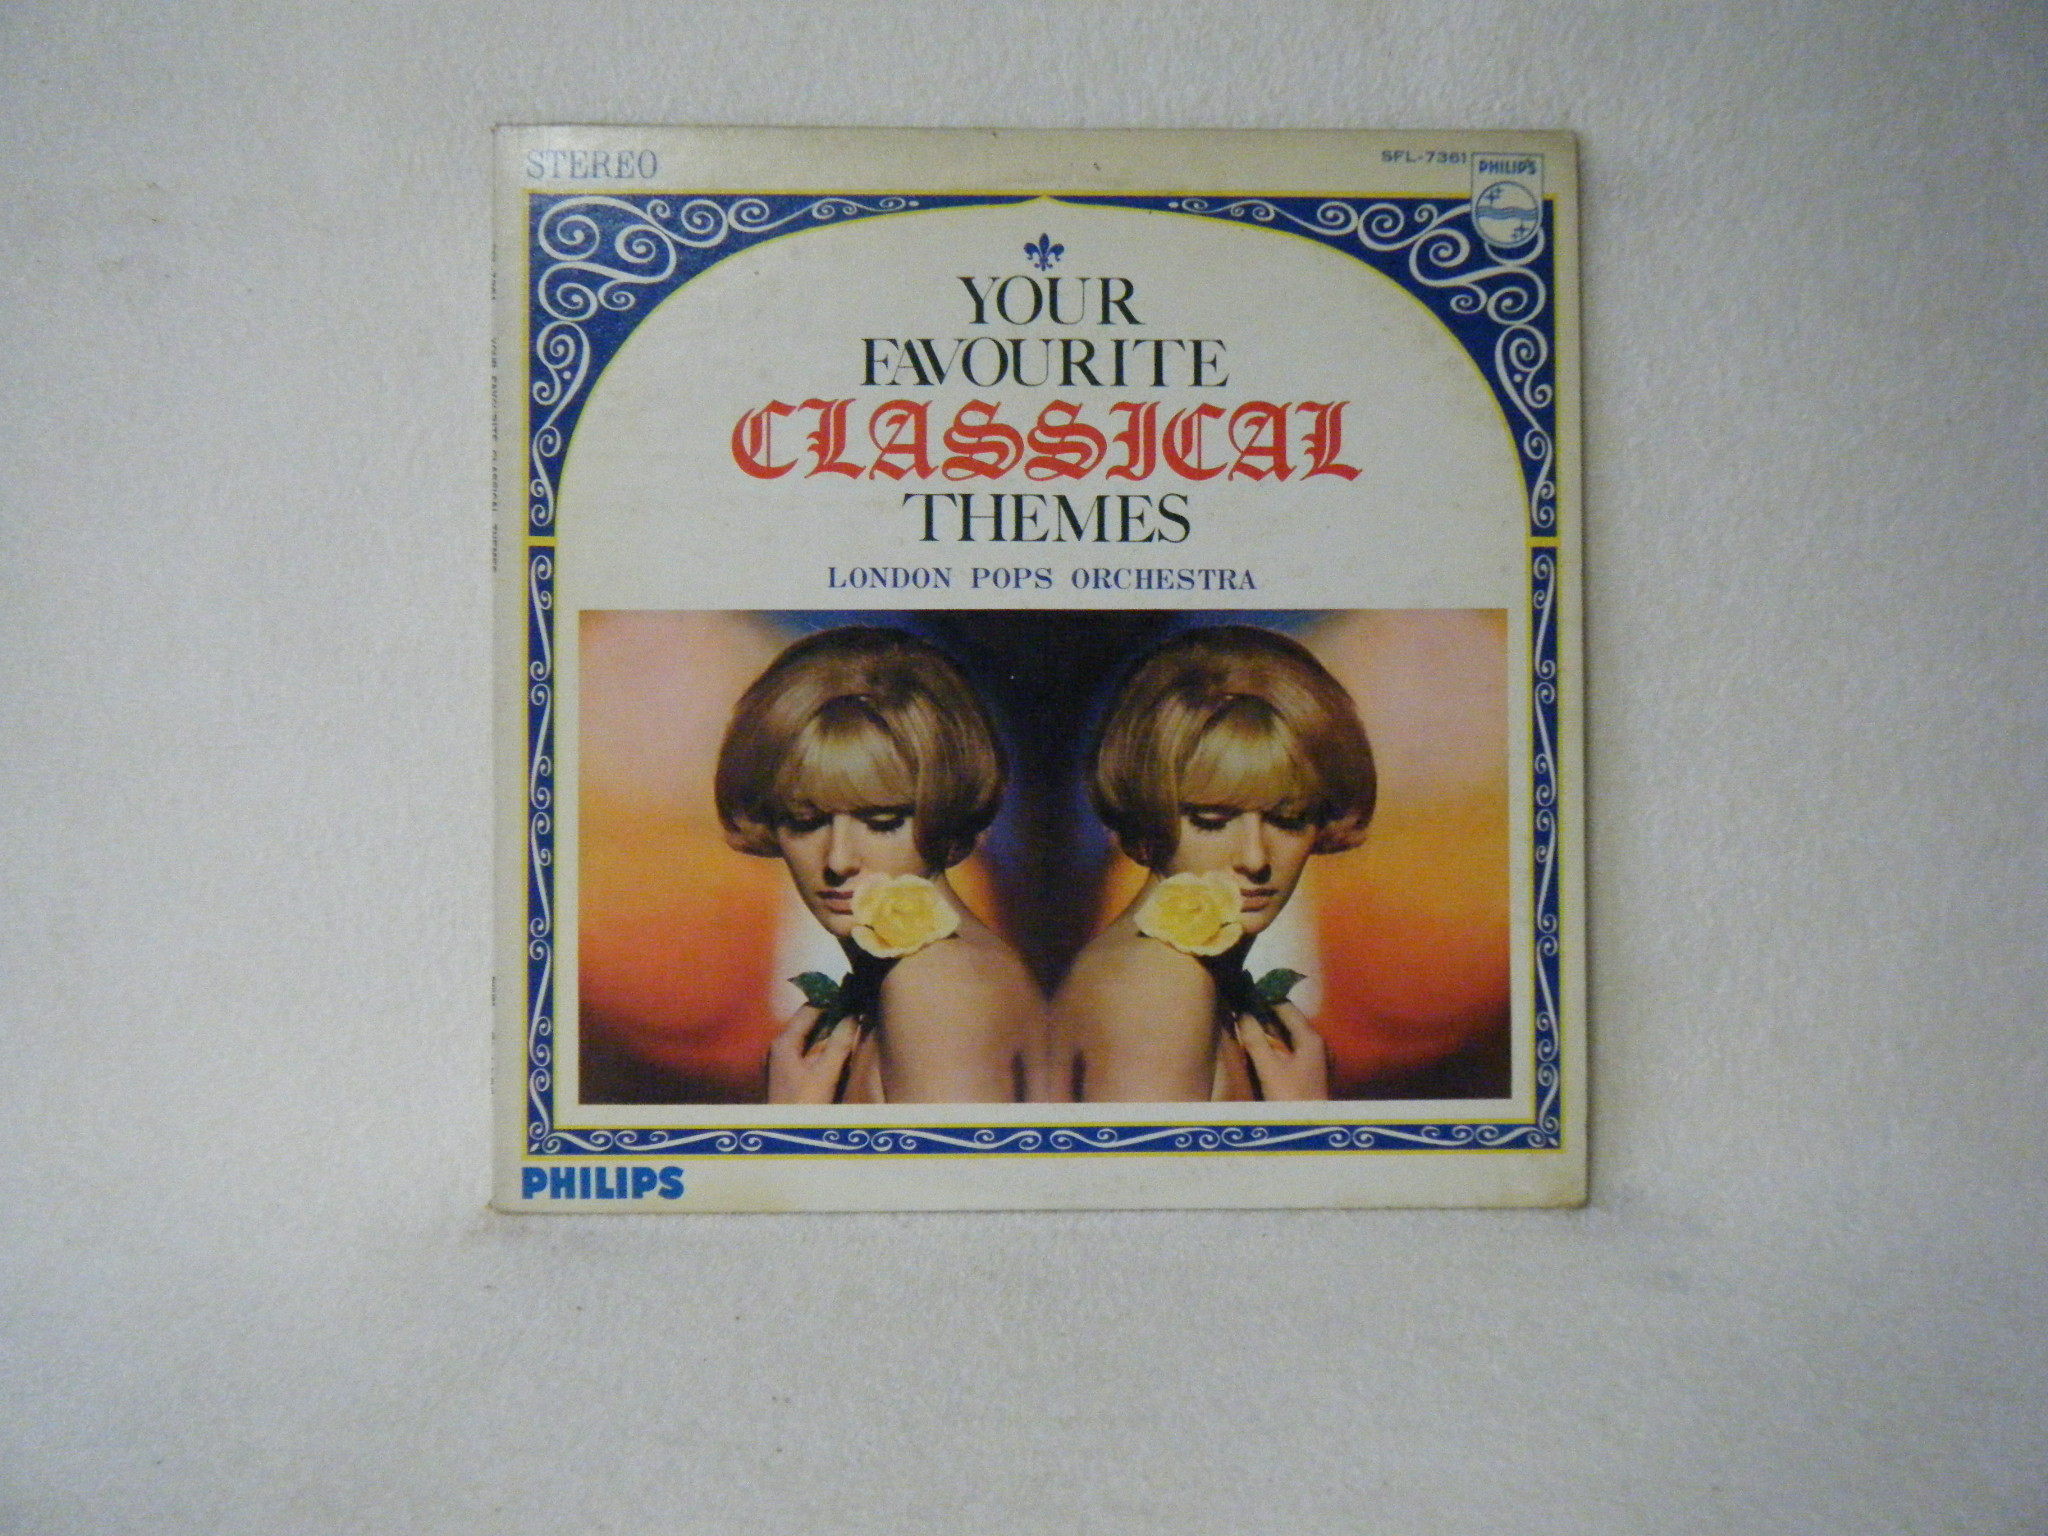 STEREO
SFL-7361
PHILIPS
YOUR
FAVOURITE
CLASSICAL
THEMES
LONDON POPS ORCHESTRA
PHILIPS